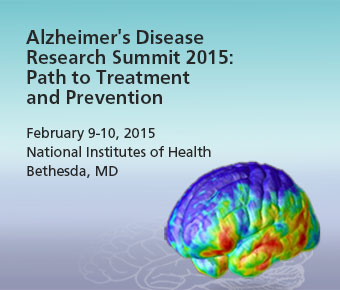 Alzheimer's Disease
Research Summit 2015:
Path to Treatment
and Prevention
February 9-10, 2015
National Institutes of Health
Bethesda, MD